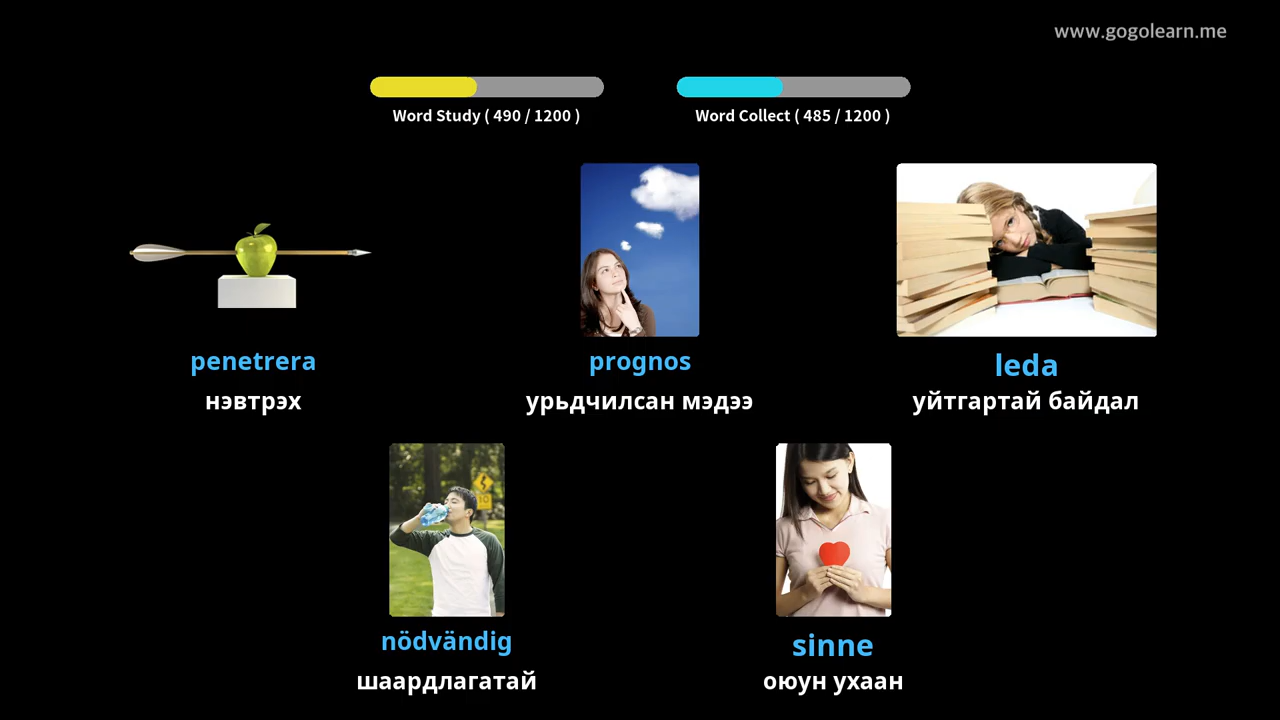 www.gogolearn.me
Word Study ( 490 / 1200 )
Word Collect ( 485 / 1200 )
penetrera
нэвтрэх
prognos
урьдчилсан мэдээ
leda
уйтгартай байдал
nödvändig
шаардлагатай
sinne
оюун ухаан